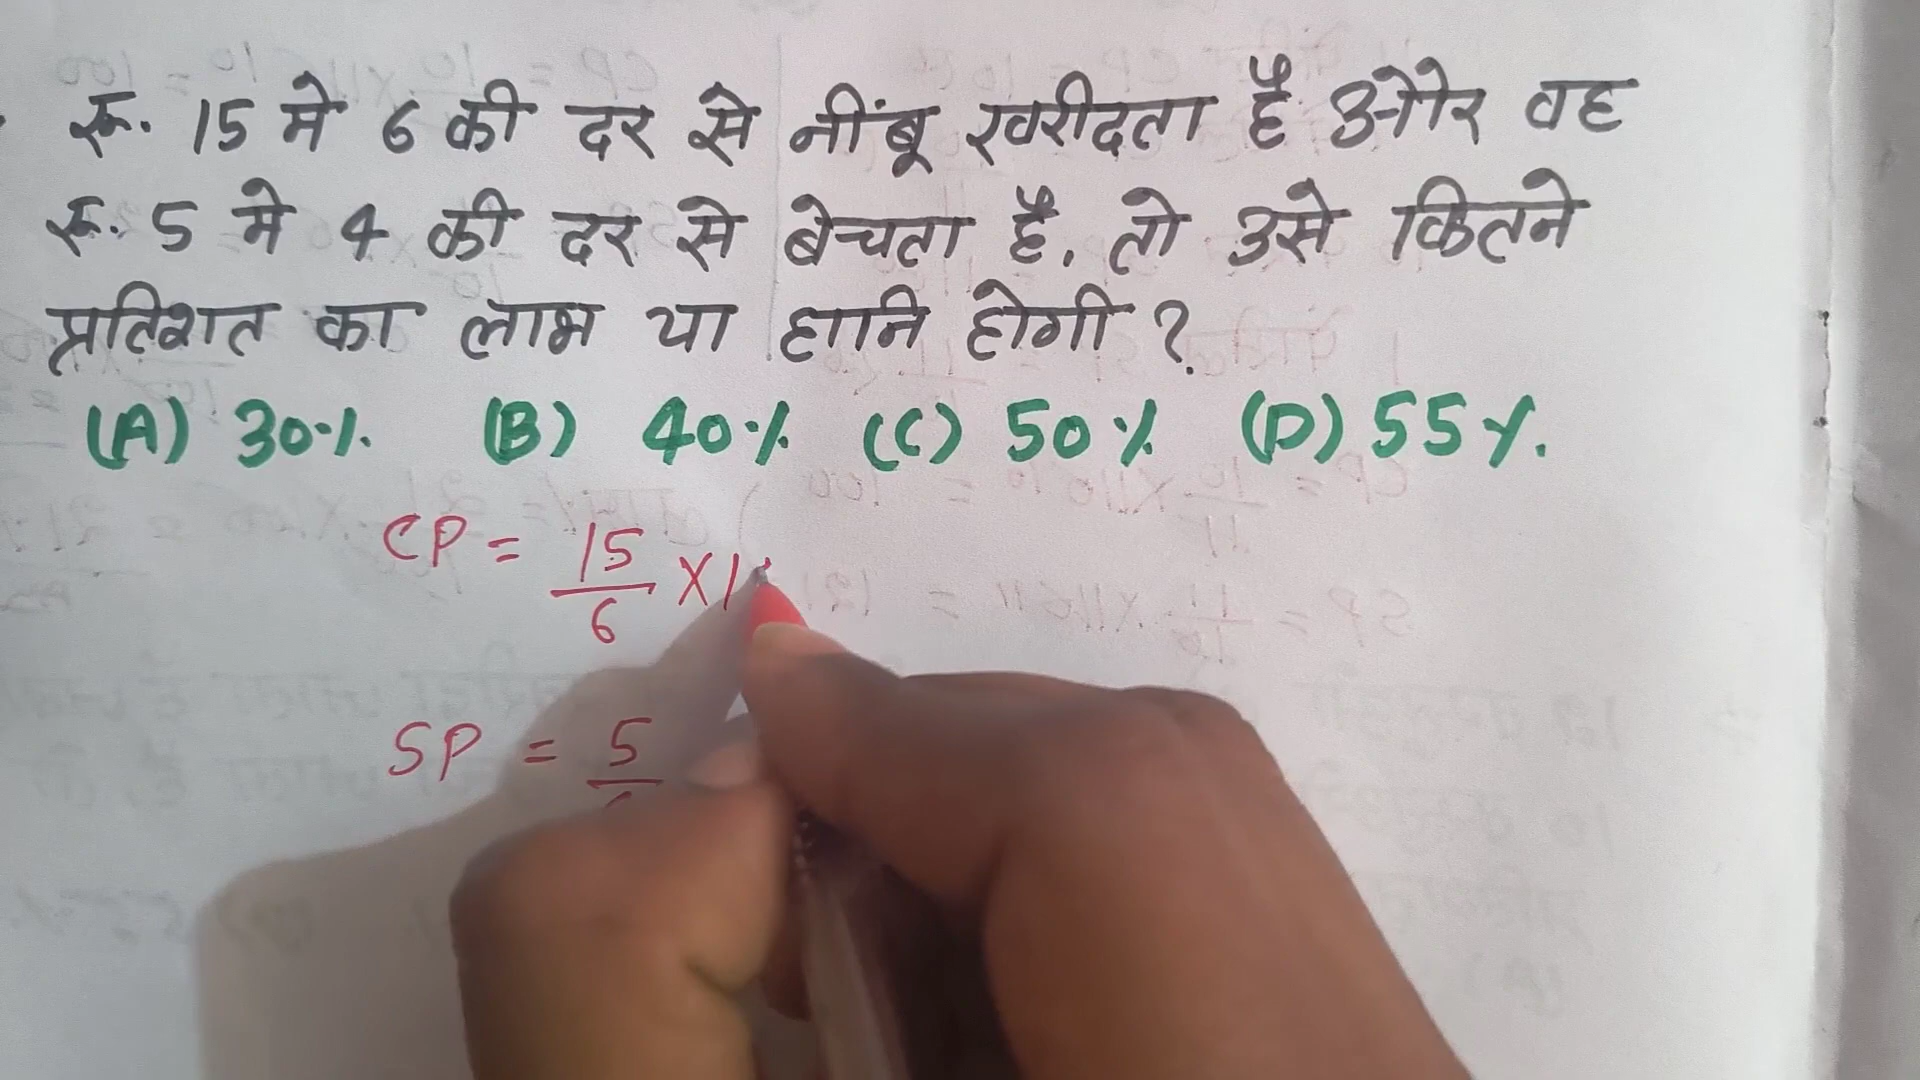 रू. 15 मे 6 की दर से नींबू खरीदता है और वह
रू. 5 मे 4 की दर से बेचता है, तो उसे कितने
प्रतिशत का लाभ या हानि होगी ?
(A) 30% (B) 40% (C) 50% (D) 55%.
CP = 15/6 X1
SP = 5